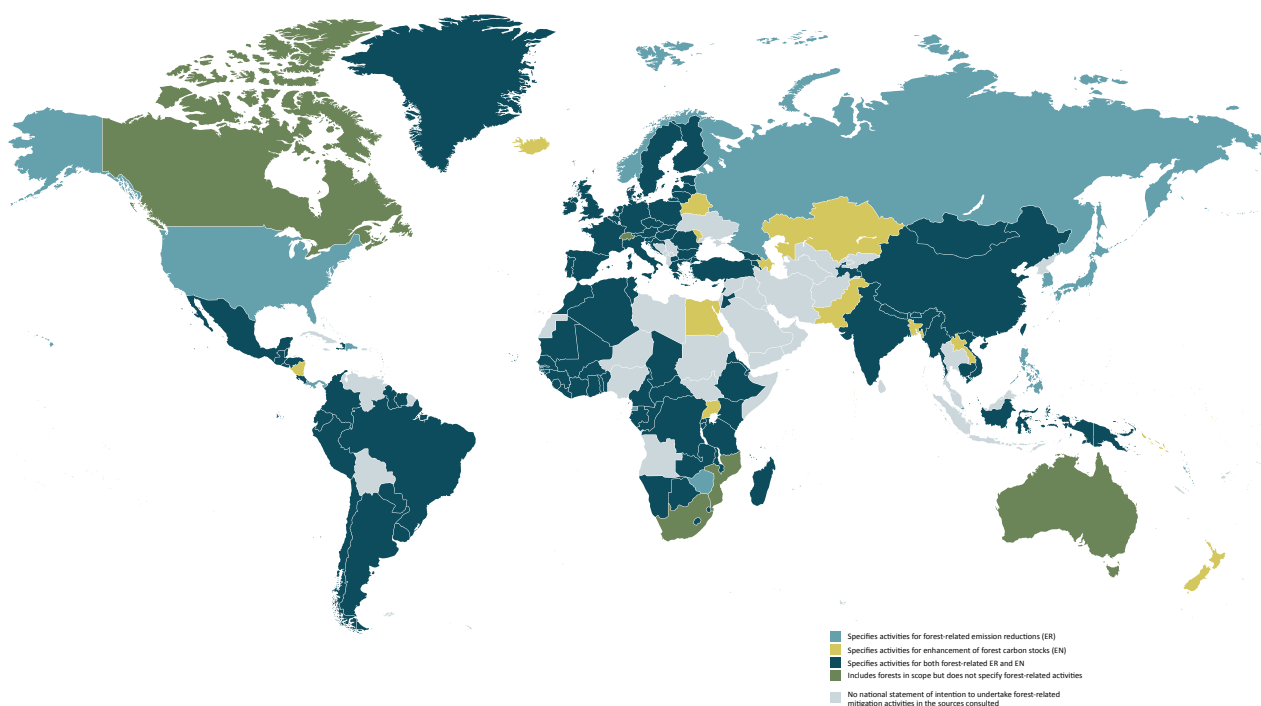 Specifies activities for forest-related emission reductions (ER)
Specifies activities for enhancement of forest carbon stocks (EN)
Specifies activities for both forest-related ER and EN
Includes forests in scope but does not specify forest-related activities
No national statement of intention to undertake forest-related
mitigation activities in the sources consulted